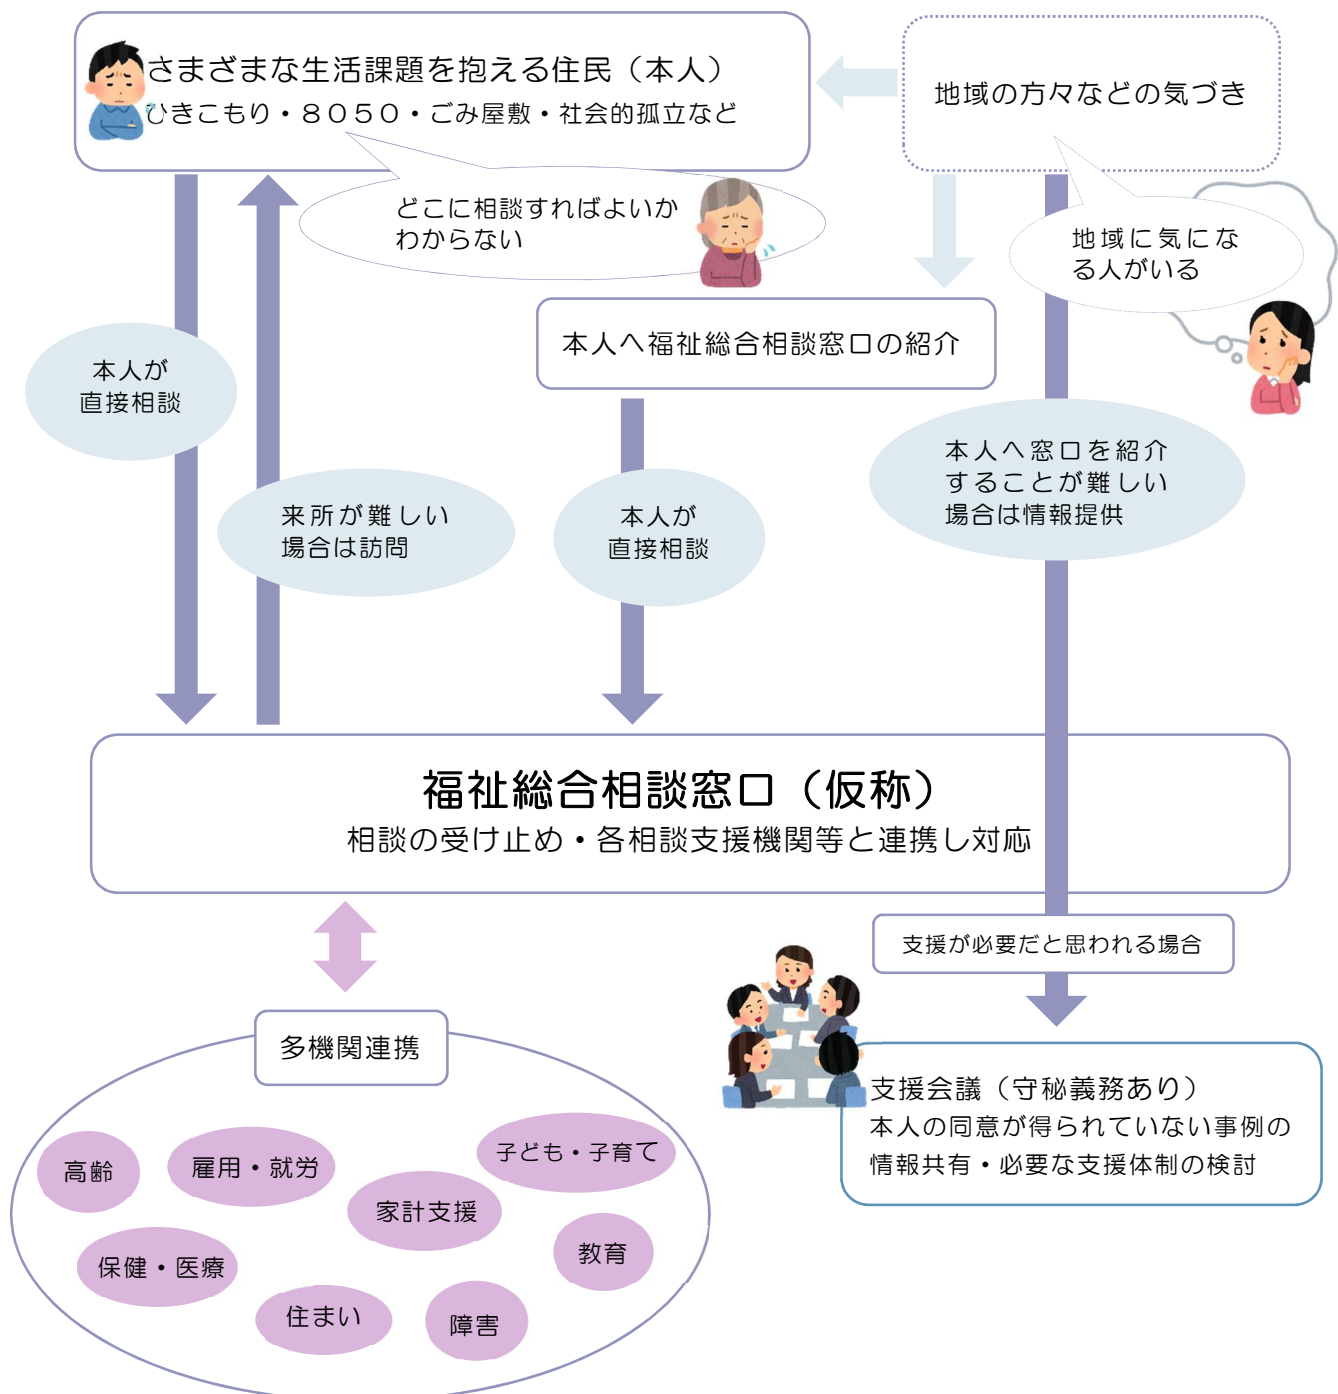 さまざまな生活課題を抱える住民（本人）
ひきこもり・８０５０・ごみ屋敷・社会的孤立など
地域の方々などの気づき
どこに相談すればよいか
わからない
地域に気にな
る人がいる
本人へ福祉総合相談窓口の紹介
本人が
直接相談
来所が難しい
場合は訪問
本人が
直接相談
本人へ窓口を紹介
することが難しい
場合は情報提供
福祉総合相談窓口（仮称）
相談の受け止め・各相談支援機関等と連携し対応
支援が必要だと思われる場合
多機関連携
高齢
雇用・就労
子ども・子育て
家計支援
保健・医療
教育
住まい
障害
支援会議（守秘義務あり）
本人の同意が得られていない事例の
情報共有・必要な支援体制の検討